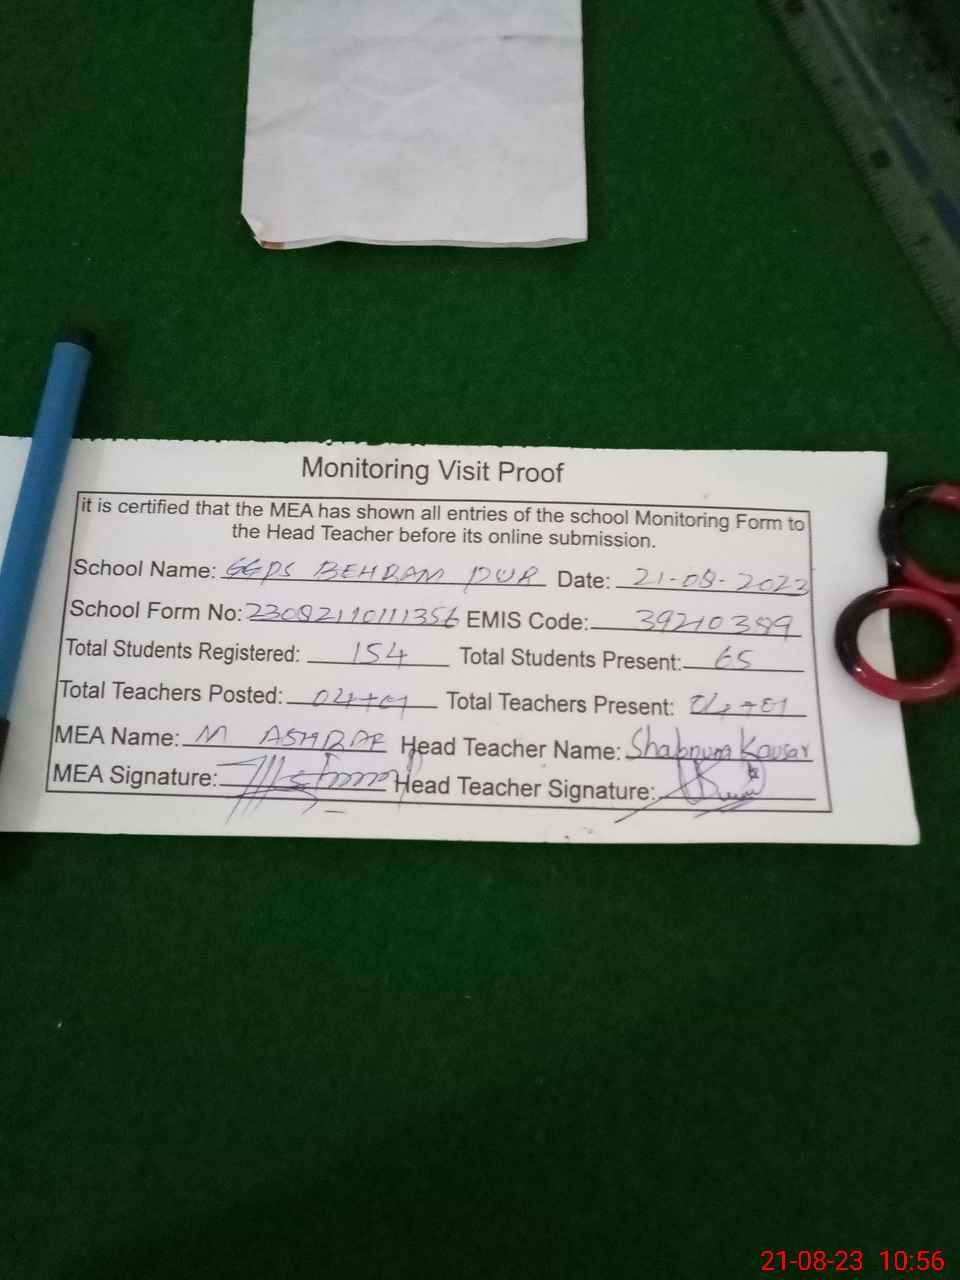 Monitoring Visit Proof
it is certified that the MEA has shown all entries of the school Monitoring Form to
the Head Teacher before its online submission.
School Name: GGPS BEHRAM PUR Date: 21-08-2023
School Form No: 23082110111356 EMIS Code: 39210399
Total Students Registered: 154 Total Students Present: 65
Total Teachers Posted: 04+01 Total Teachers Present: 04+01
MEA Name: M ASHRAF Head Teacher Name: Shabnum Kousar
MEA Signature: Head Teacher Signature:
21-08-23 10:56